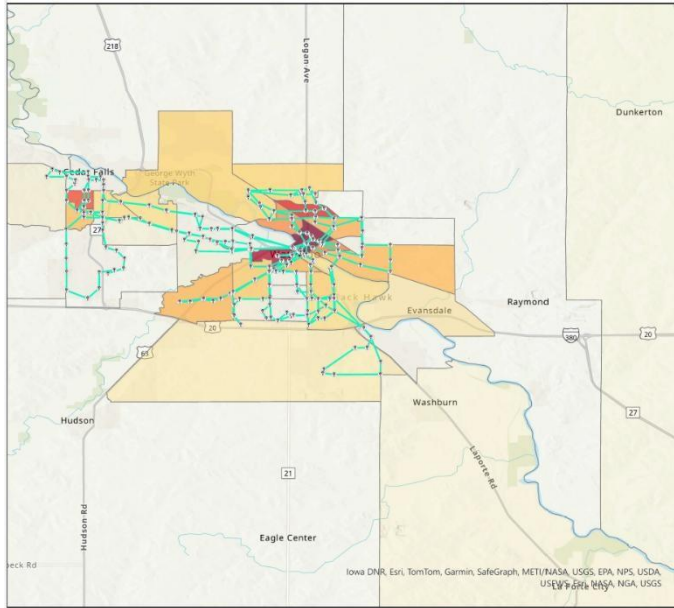 218
Logan Ave
Dunkerton
Cedar Falls
George Wyth
State Park
27
Black Hawk
Raymond
Evansdale
20
380
20
63
Washburn
27
Hudson
Laporte Rd
21
Hudson Rd
Eagle Center
eck Rd
Iowa DNR, Esri, TomTom, Garmin, SafeGraph, METI/NASA, USGS, EPA, NPS, USDA,
USFWS, Esri, NASA, NGA, USGS
La Porte City